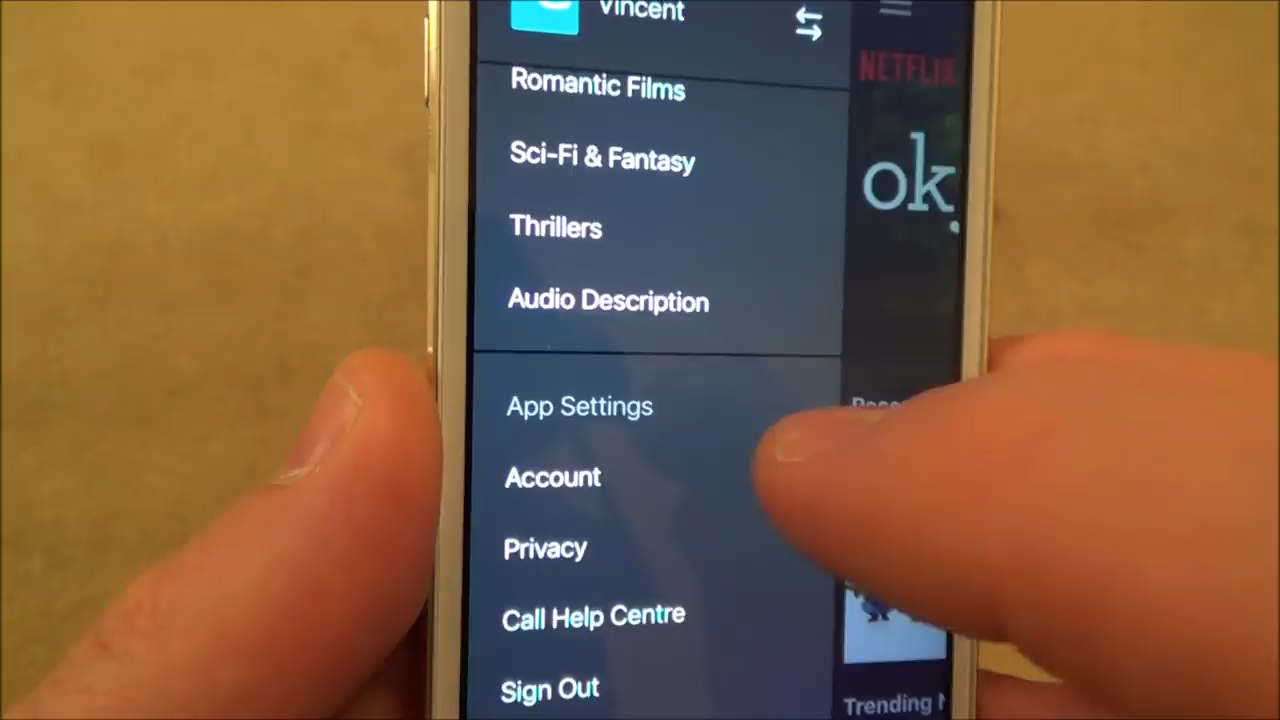 Vincent
Romantic Films
Sci-Fi & Fantasy
Thrillers
Audio Description
App Settings
Account
Privacy
Call Help Centre
Sign Out
NETFLIX
ok
Trending